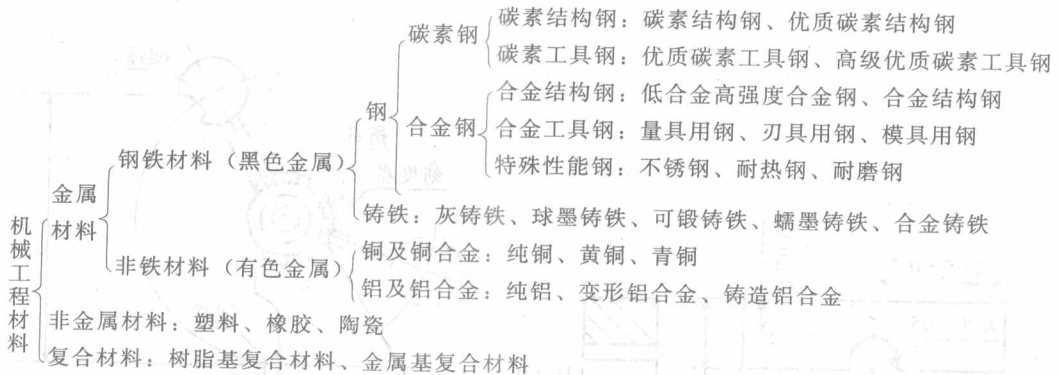 碳素结构钢：碳素结构钢、优质碳素结构钢
碳素钢
碳素工具钢：优质碳素工具钢、高级优质碳素工具钢
钢
合金结构钢：低合金高强度合金钢、合金结构钢
合金钢
合金工具钢：量具用钢、刃具用钢、模具用钢
特殊性能钢：不锈钢、耐热钢、耐磨钢
钢铁材料（黑色金属）
金属
材料
铸铁：灰铸铁、球墨铸铁、可锻铸铁、蠕墨铸铁、合金铸铁
机械工程材料
铜及铜合金：纯铜、黄铜、青铜
非铁材料（有色金属）
铝及铝合金：纯铝、变形铝合金、铸造铝合金
非金属材料：塑料、橡胶、陶瓷
复合材料：树脂基复合材料、金属基复合材料